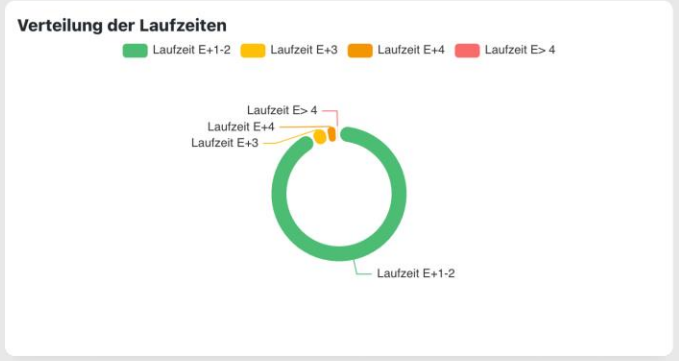 Verteilung der Laufzeiten
Laufzeit E+1-2 Laufzeit E+3 Laufzeit E+4 Laufzeit E> 4
Laufzeit E> 4
Laufzeit E+4
Laufzeit E+3
Laufzeit E+1-2